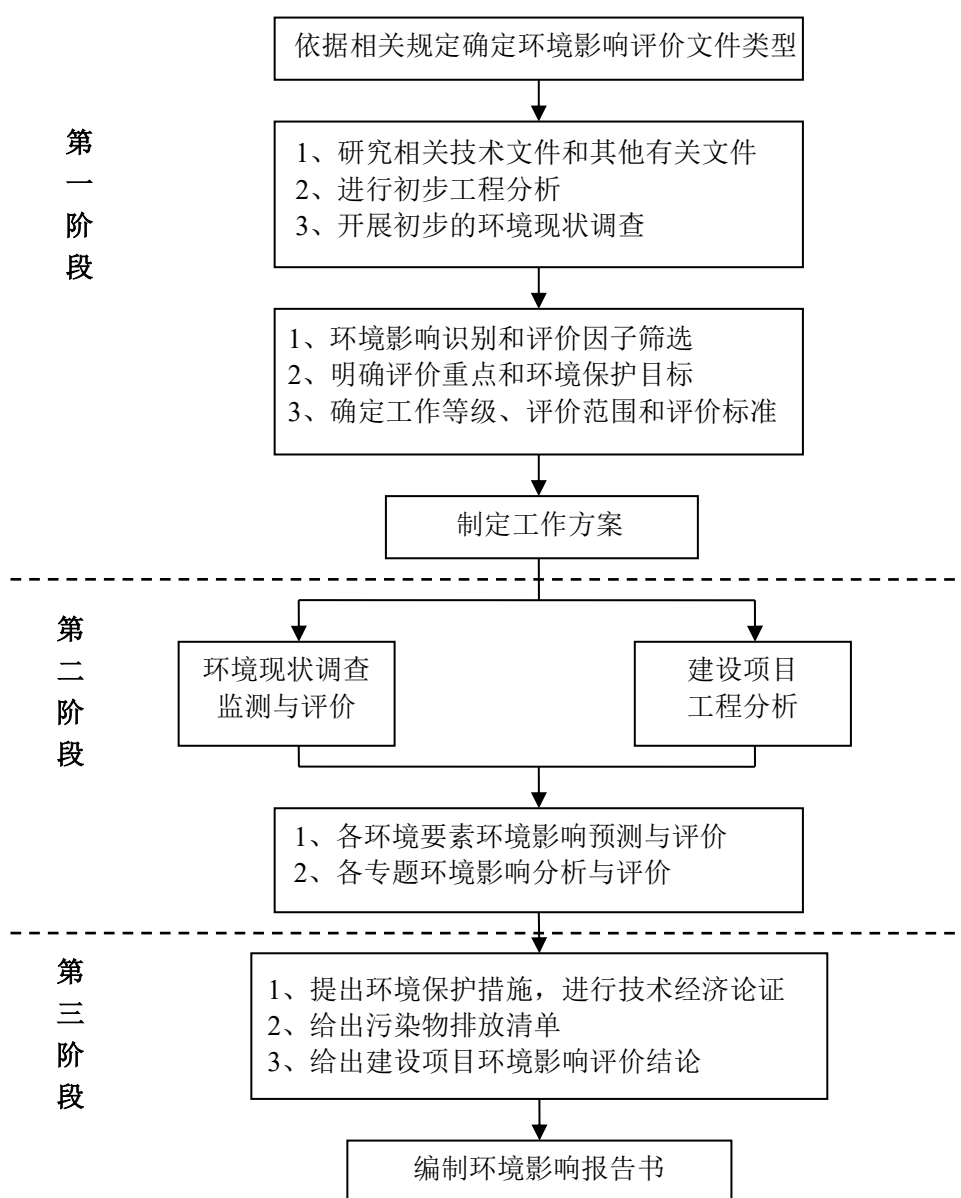 依据相关规定确定环境影响评价文件类型
第一阶段
1、研究相关技术文件和其他有关文件
2、进行初步工程分析
3、开展初步的环境现状调查
1、环境影响识别和评价因子筛选
2、明确评价重点和环境保护目标
3、确定工作等级、评价范围和评价标准
制定工作方案
第二阶段
环境现状调查
监测与评价
建设项目
工程分析
1、各环境要素环境影响预测与评价
2、各专题环境影响分析与评价
第三阶段
1、提出环境保护措施，进行技术经济论证
2、给出污染物排放清单
3、给出建设项目环境影响评价结论
编制环境影响报告书